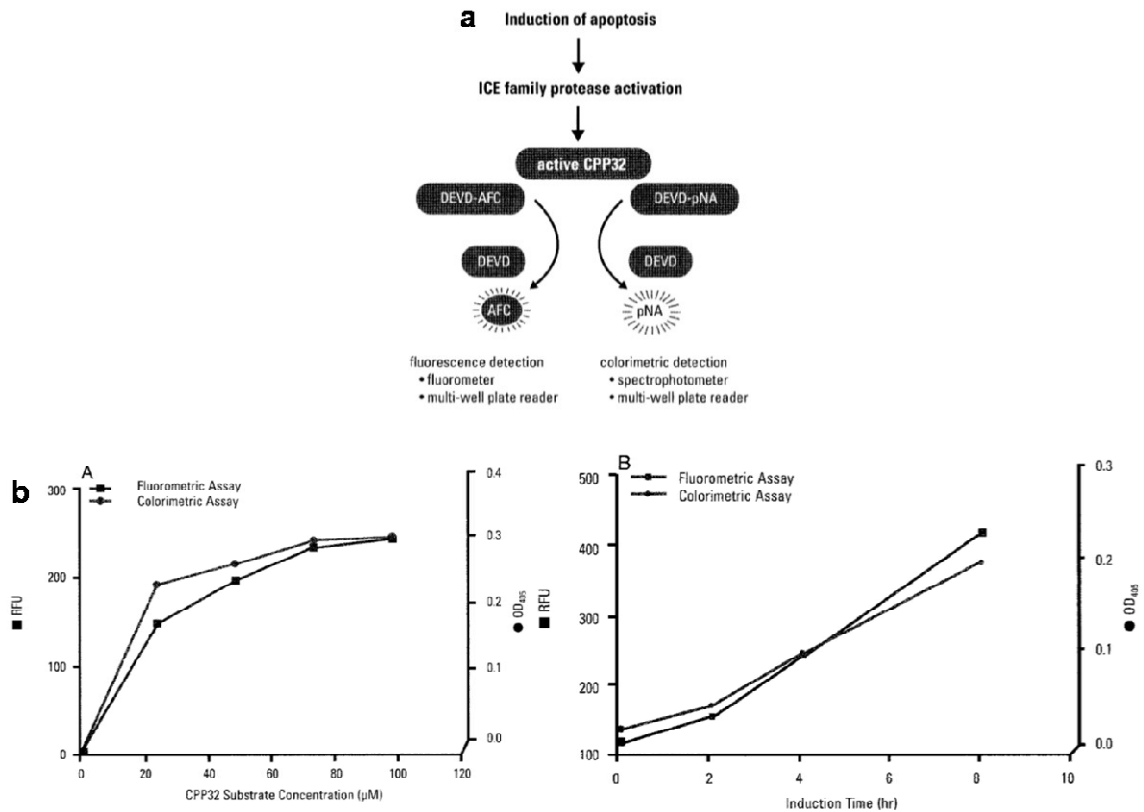 a
Induction of apoptosis
ICE family protease activation
active CPP32
DEVD-AFC
DEVD-pNA
DEVD
DEVD
AFC
pNA
fluorescence detection
• fluorometer
• multi-well plate reader
colorimetric detection
• spectrophotometer
• multi-well plate reader
b
A
Fluorometric Assay
Colorimetric Assay
300
200
100
0
RFU
0.4
0.3
0.2
0.1
0.0
OD405
0 20 40 60 80 100 120
CPP32 Substrate Concentration (µM)
B
Fluorometric Assay
Colorimetric Assay
500
400
300
200
100
RFU
0.3
0.2
0.1
0.0
OD405
0 2 4 6 8 10
Induction Time (hr)